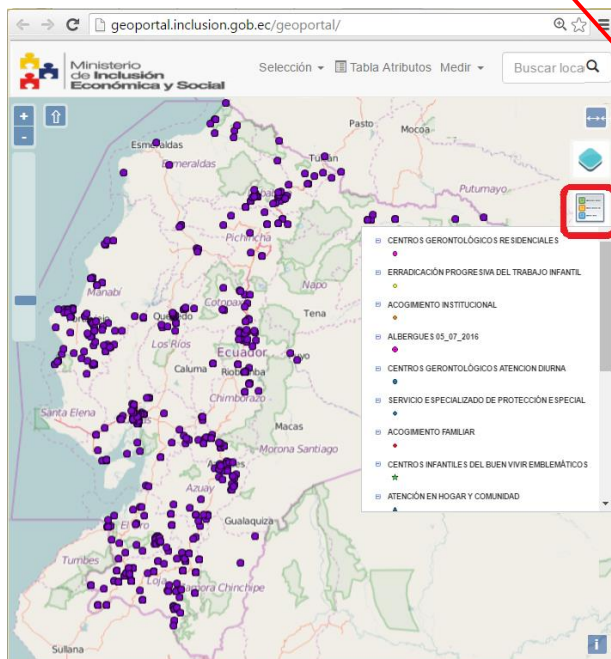 geoportal.inclusion.gob.ec/geoportal/
Ministerio
de Inclusión
Económica y Social
Selección
Tabla Atributos
Medir
Buscar loca
+
-
Pasto
Mocoa
Esmeraldas
Esmeraldas
Tulcan
Putumayo
Pichincha
CENTROS GERONTOLÓGICOS RESIDENCIALES
ERRADICACIÓN PROGRESIVA DEL TRABAJO INFANTIL
ACOGIMIENTO INSTITUCIONAL
ALBERGUES 05_07_2016
CENTROS GERONTOLÓGICOS ATENCION DIURNA
SERVICIO ESPECIALIZADO DE PROTECCIÓN ESPECIAL
ACOGIMIENTO FAMILIAR
CENTROS INFANTILES DEL BUEN VIVIR EMBLEMÁTICOS
ATENCIÓN EN HOGAR Y COMUNIDAD
Manabí
Napo
Cotopaxi
Quevedo
Tena
Los Ríos
Ecuador
Puyo
Caluma
Riobamba
Chimborazo
Santa Elena
Macas
Morona Santiago
Azuay
Gualaquiza
El Oro
Tumbes
Loja
Zamora Chinchipe
Sullana
i